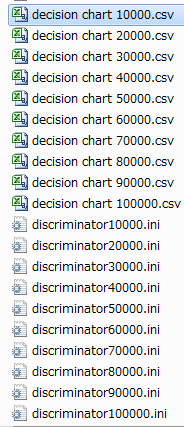 decision chart 10000.csv
decision chart 20000.csv
decision chart 30000.csv
decision chart 40000.csv
decision chart 50000.csv
decision chart 60000.csv
decision chart 70000.csv
decision chart 80000.csv
decision chart 90000.csv
decision chart 100000.csv
discriminator10000.ini
discriminator20000.ini
discriminator30000.ini
discriminator40000.ini
discriminator50000.ini
discriminator60000.ini
discriminator70000.ini
discriminator80000.ini
discriminator90000.ini
discriminator100000.ini